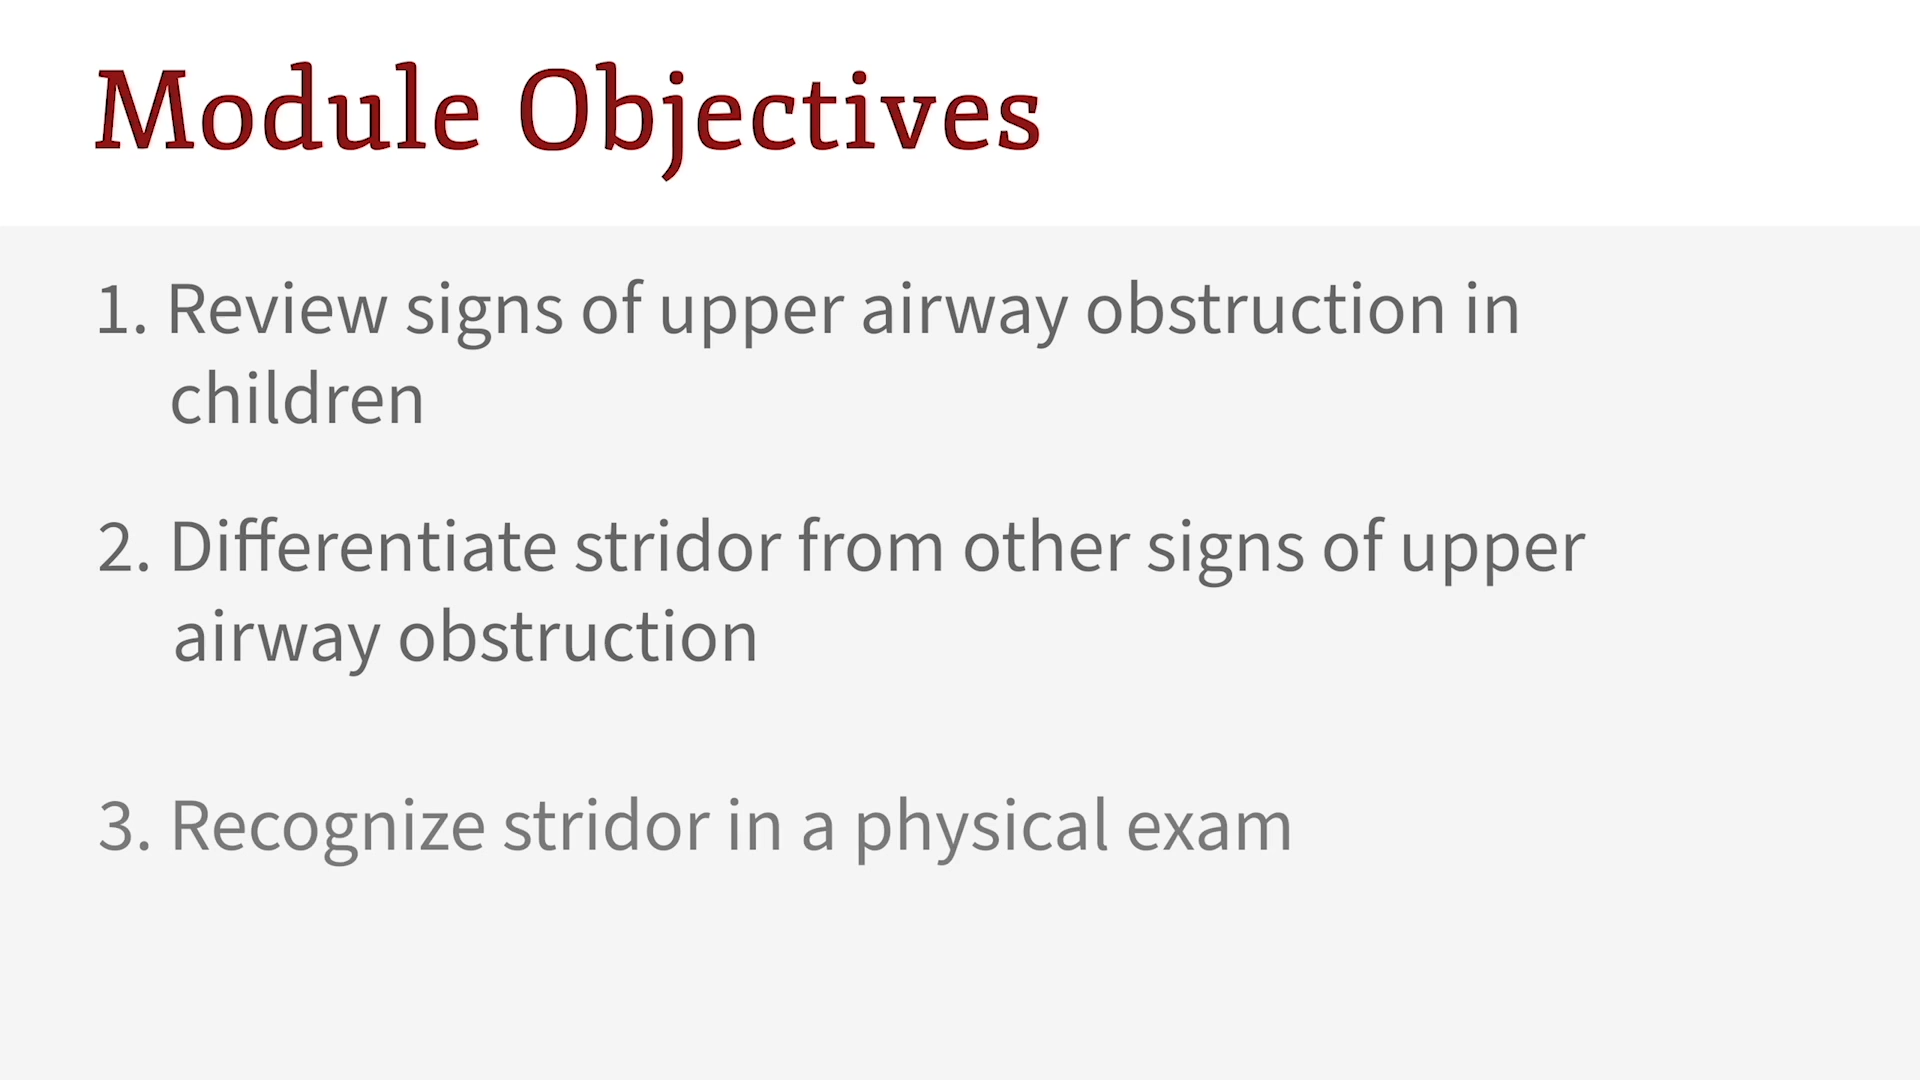 Module Objectives
1. Review signs of upper airway obstruction in
children
2. Differentiate stridor from other signs of upper
airway obstruction
3. Recognize stridor in a physical exam